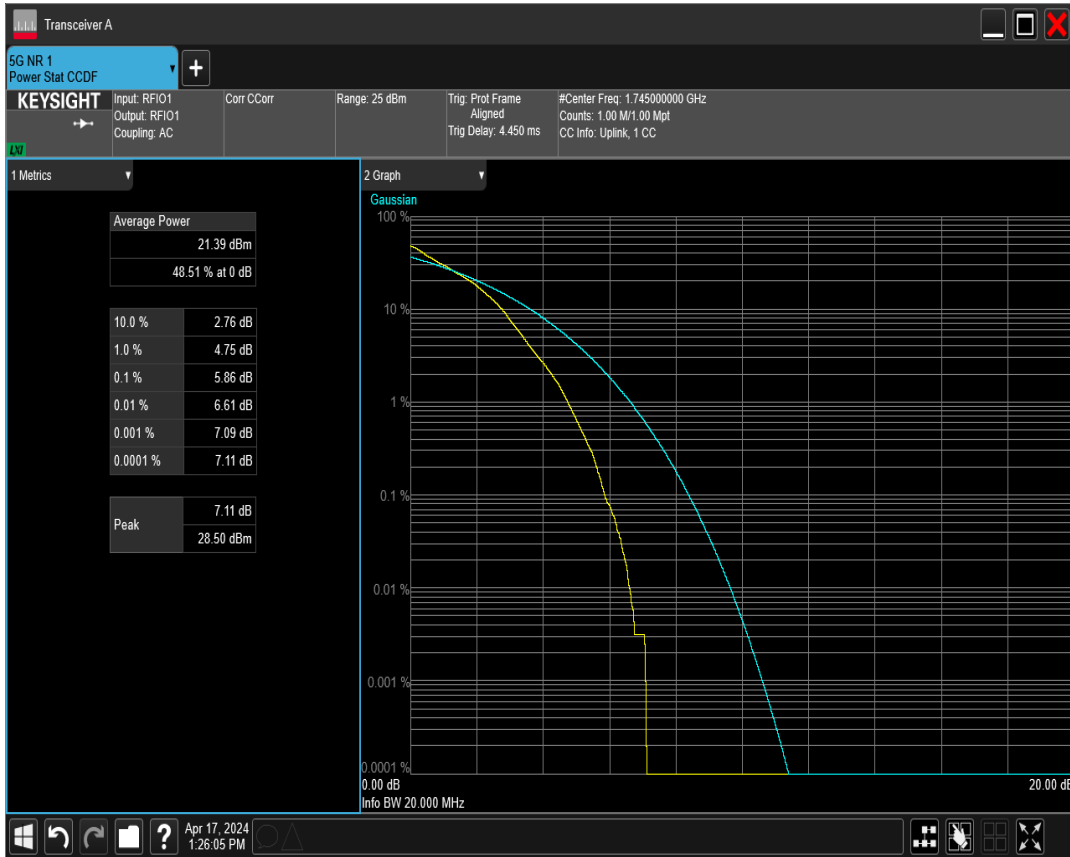 Transceiver A
5G NR 1
Power Stat CCDF
KEYSIGHT
LXI
Input: RFIO1
Output: RFIO1
Coupling: AC
Corr CCorr
Range: 25 dBm
Trig: Prot Frame
Aligned
Trig Delay: 4.450 ms
#Center Freq: 1.745000000 GHz
Counts: 1.00 M/1.00 Mpt
CC Info: Uplink, 1 CC
1 Metrics
Average Power
21.39 dBm
48.51 % at 0 dB
10.0 % 2.76 dB
1.0 % 4.75 dB
0.1 % 5.86 dB
0.01 % 6.61 dB
0.001 % 7.09 dB
0.0001 % 7.11 dB
Peak 7.11 dB
28.50 dBm
2 Graph
Gaussian
100 %
10 %
1 %
0.1 %
0.01 %
0.001 %
0.0001 %
0.00 dB 20.00 dB
Info BW 20.000 MHz
Apr 17, 2024
1:26:05 PM